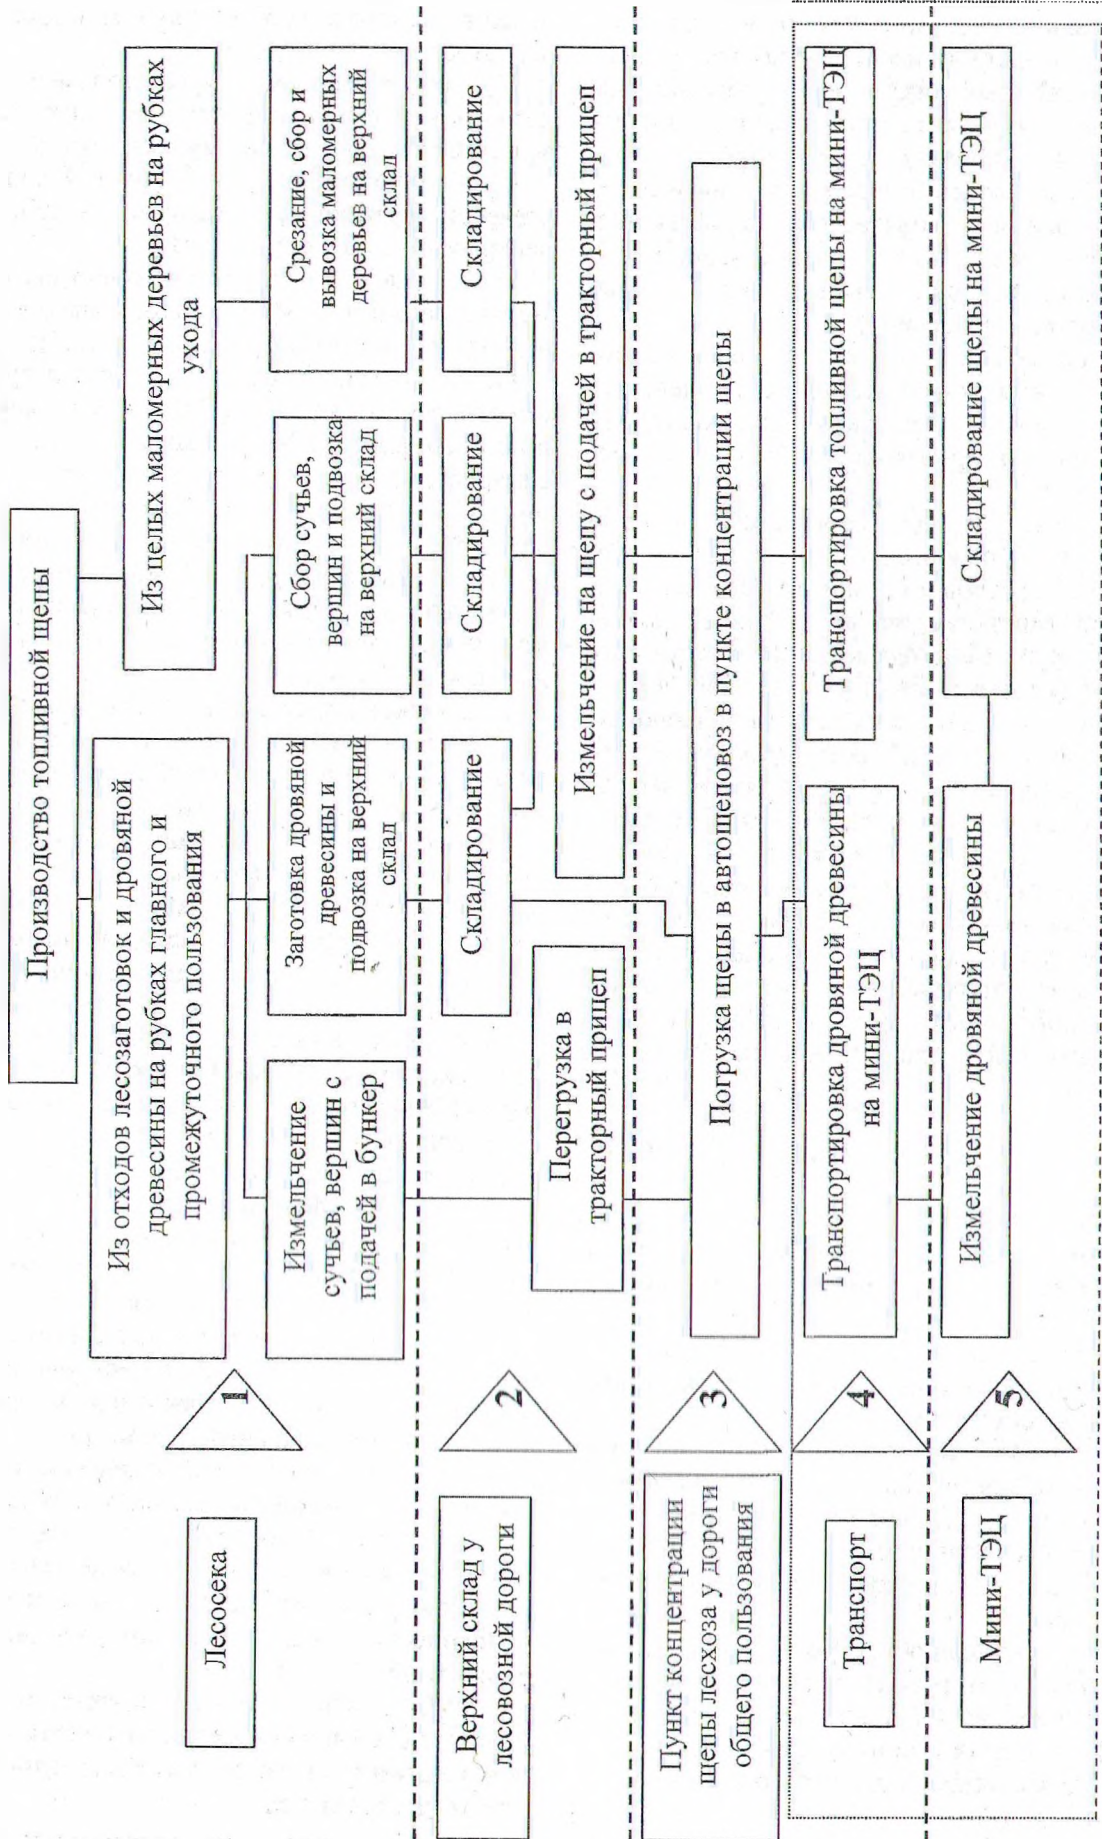 Производство топливной щепы
Из отходов лесозаготовок и дровяной
древесины на рубках главного и
промежуточного пользования
Из целых маломерных деревьев на рубках
ухода
Лесосека
1
Измельчение
сучьев, вершин с
подачей в бункер
Заготовка дровяной
древесины и
подвозка на верхний
склад
Сбор сучьев,
вершин и подвозка
на верхний склад
Срезание, сбор и
вывозка маломерных
деревьев на верхний
склад
Верхний склад у
лесовозной дороги
2
Складирование
Складирование
Складирование
Перегрузка в
тракторный прицеп
Измельчение на щепу с подачей в тракторный прицеп
Пункт концентрации
щепы лесхоза у дороги
общего пользования
3
Погрузка щепы в автощеповоз в пункте концентрации щепы
Транспорт
4
Транспортировка дровяной древесины
на мини-ТЭЦ
Транспортировка топливной щепы на мини-ТЭЦ
Мини-ТЭЦ
5
Измельчение дровяной древесины
Складирование щепы на мини-ТЭЦ